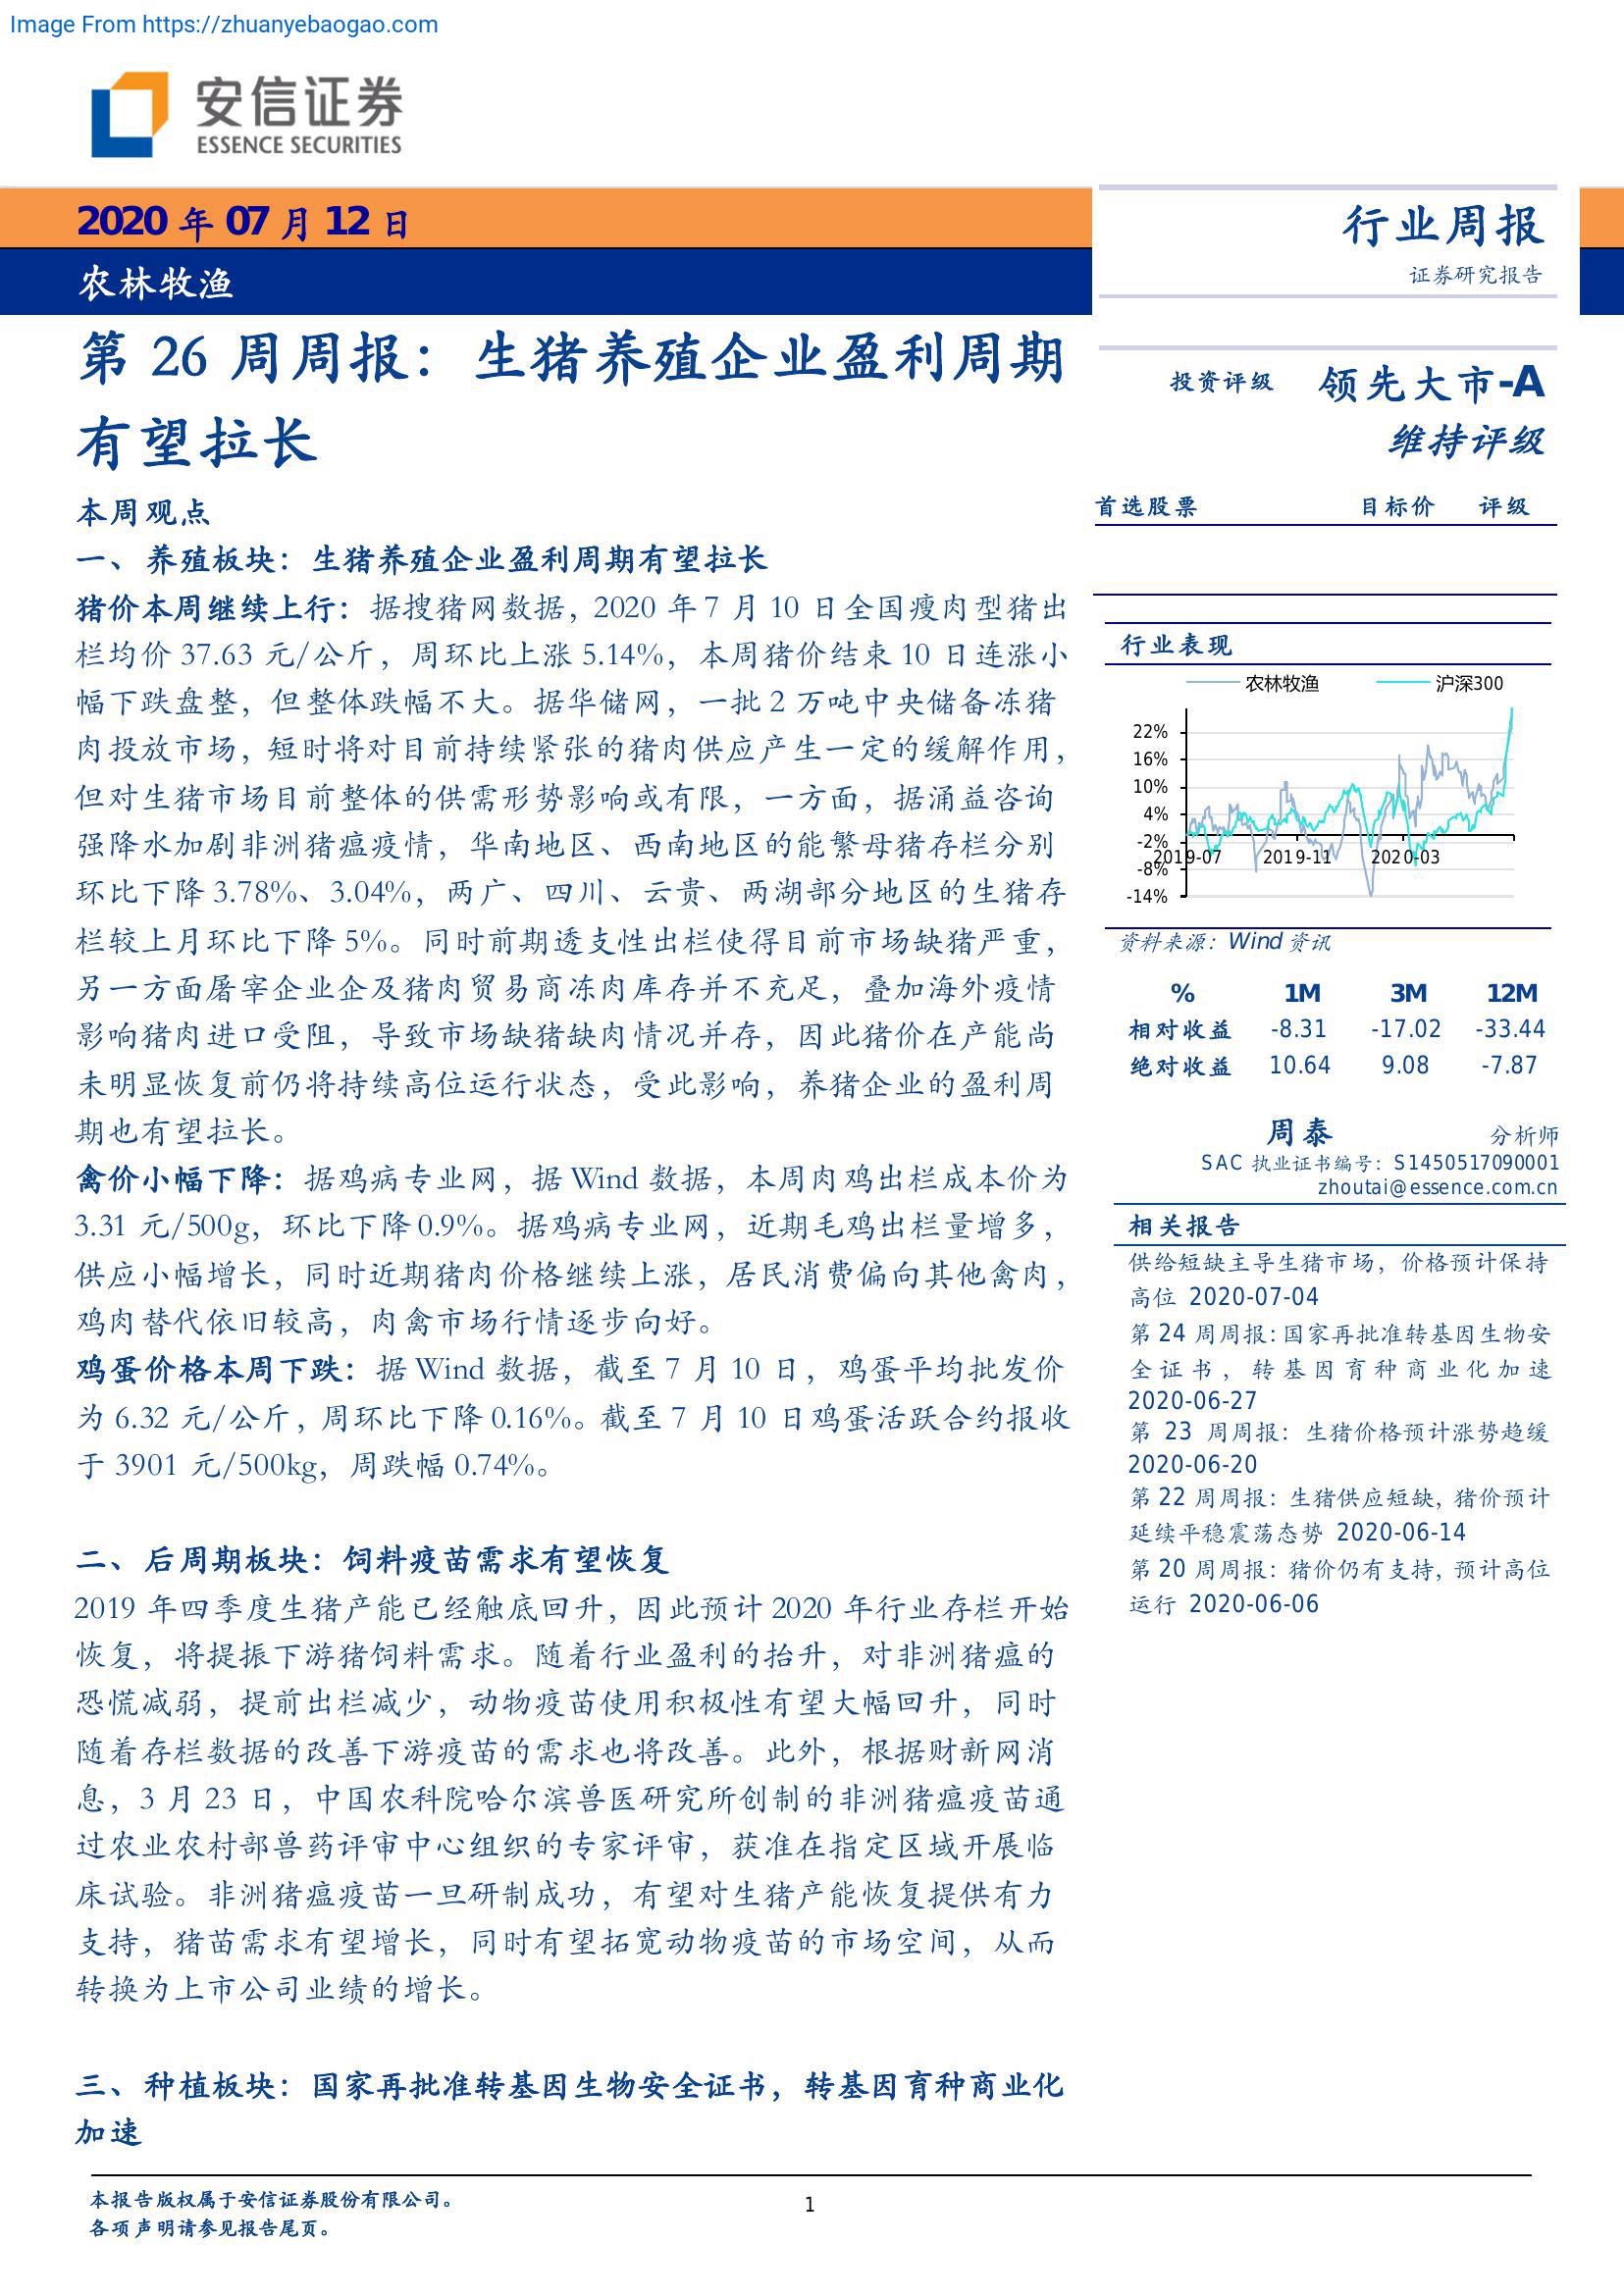 Image From https://zhuanyebaogao.com
安信证券
ESSENCE SECURITIES
2020 年 07 月 12 日
农林牧渔
行业周报
证券研究报告
第 26 周周报：生猪养殖企业盈利周期
有望拉长
本周观点
一、养殖板块：生猪养殖企业盈利周期有望拉长
猪价本周继续上行：据搜猪网数据，2020 年 7 月 10 日全国瘦肉型猪出
栏均价 37.63 元/公斤，周环比上涨 5.14%，本周猪价结束 10 日连涨小
幅下跌盘整，但整体跌幅不大。据华储网，一批 2 万吨中央储备冻猪
肉投放市场，短时将对目前持续紧张的猪肉供应产生一定的缓解作用，
但对生猪市场目前整体的供需形势影响或有限，一方面，据涌益咨询
强降水加剧非洲猪瘟疫情，华南地区、西南地区的能繁母猪存栏分别
环比下降 3.78%、3.04%，两广、四川、云贵、两湖部分地区的生猪存
栏较上月环比下降 5%。同时前期透支性出栏使得目前市场缺猪严重，
另一方面屠宰企业企及猪肉贸易商冻肉库存并不充足，叠加海外疫情
影响猪肉进口受阻，导致市场缺猪缺肉情况并存，因此猪价在产能尚
未明显恢复前仍将持续高位运行状态，受此影响，养猪企业的盈利周
期也有望拉长。
禽价小幅下降：据鸡病专业网，据 Wind 数据，本周肉鸡出栏成本价为
3.31 元/500g，环比下降 0.9%。据鸡病专业网，近期毛鸡出栏量增多，
供应小幅增长，同时近期猪肉价格继续上涨，居民消费偏向其他禽肉，
鸡肉替代依旧较高，肉禽市场行情逐步向好。
鸡蛋价格本周下跌：据 Wind 数据，截至 7 月 10 日，鸡蛋平均批发价
为 6.32 元/公斤，周环比下降 0.16%。截至 7 月 10 日鸡蛋活跃合约报收
于 3901 元/500kg，周跌幅 0.74%。
二、后周期板块：饲料疫苗需求有望恢复
2019 年四季度生猪产能已经触底回升，因此预计 2020 年行业存栏开始
恢复，将提振下游猪饲料需求。随着行业盈利的抬升，对非洲猪瘟的
恐慌减弱，提前出栏减少，动物疫苗使用积极性有望大幅回升，同时
随着存栏数据的改善下游疫苗的需求也将改善。此外，根据财新网消
息，3 月 23 日，中国农科院哈尔滨兽医研究所创制的非洲猪瘟疫苗通
过农业农村部兽药评审中心组织的专家评审，获准在指定区域开展临
床试验。非洲猪瘟疫苗一旦研制成功，有望对生猪产能恢复提供有力
支持，猪苗需求有望增长，同时有望拓宽动物疫苗的市场空间，从而
转换为上市公司业绩的增长。
三、种植板块：国家再批准转基因生物安全证书，转基因育种商业化
加速
投资评级 领先大市-A
维持评级
首选股票 目标价 评级
行业表现
农林牧渔 沪深300
22%
16%
10%
4%
-2%
2019-07 2019-11 2020-03
-8%
-14%
资料来源：Wind 资讯
% 1M 3M 12M
相对收益 -8.31 -17.02 -33.44
绝对收益 10.64 9.08 -7.87
周泰 分析师
SAC 执业证书编号：S1450517090001
zhoutai@essence.com.cn
相关报告
供给短缺主导生猪市场，价格预计保持
高位 2020-07-04
第 24 周周报：国家再批准转基因生物安
全证书，转基因育种商业化加速
2020-06-27
第 23 周周报：生猪价格预计涨势趋缓
2020-06-20
第 22 周周报：生猪供应短缺，猪价预计
延续平稳震荡态势 2020-06-14
第 20 周周报：猪价仍有支持，预计高位
运行 2020-06-06
本报告版权属于安信证券股份有限公司。
各项声明请参见报告尾页。
1